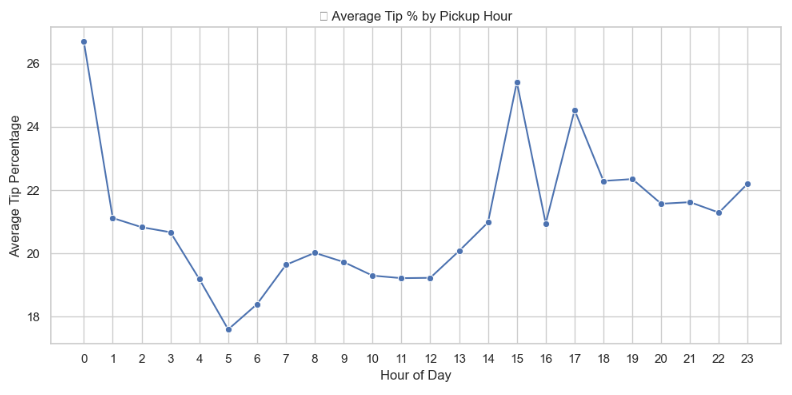 □ Average Tip % by Pickup Hour
26
24
22
20
18
Average Tip Percentage
0 1 2 3 4 5 6 7 8 9 10 11 12 13 14 15 16 17 18 19 20 21 22 23
Hour of Day